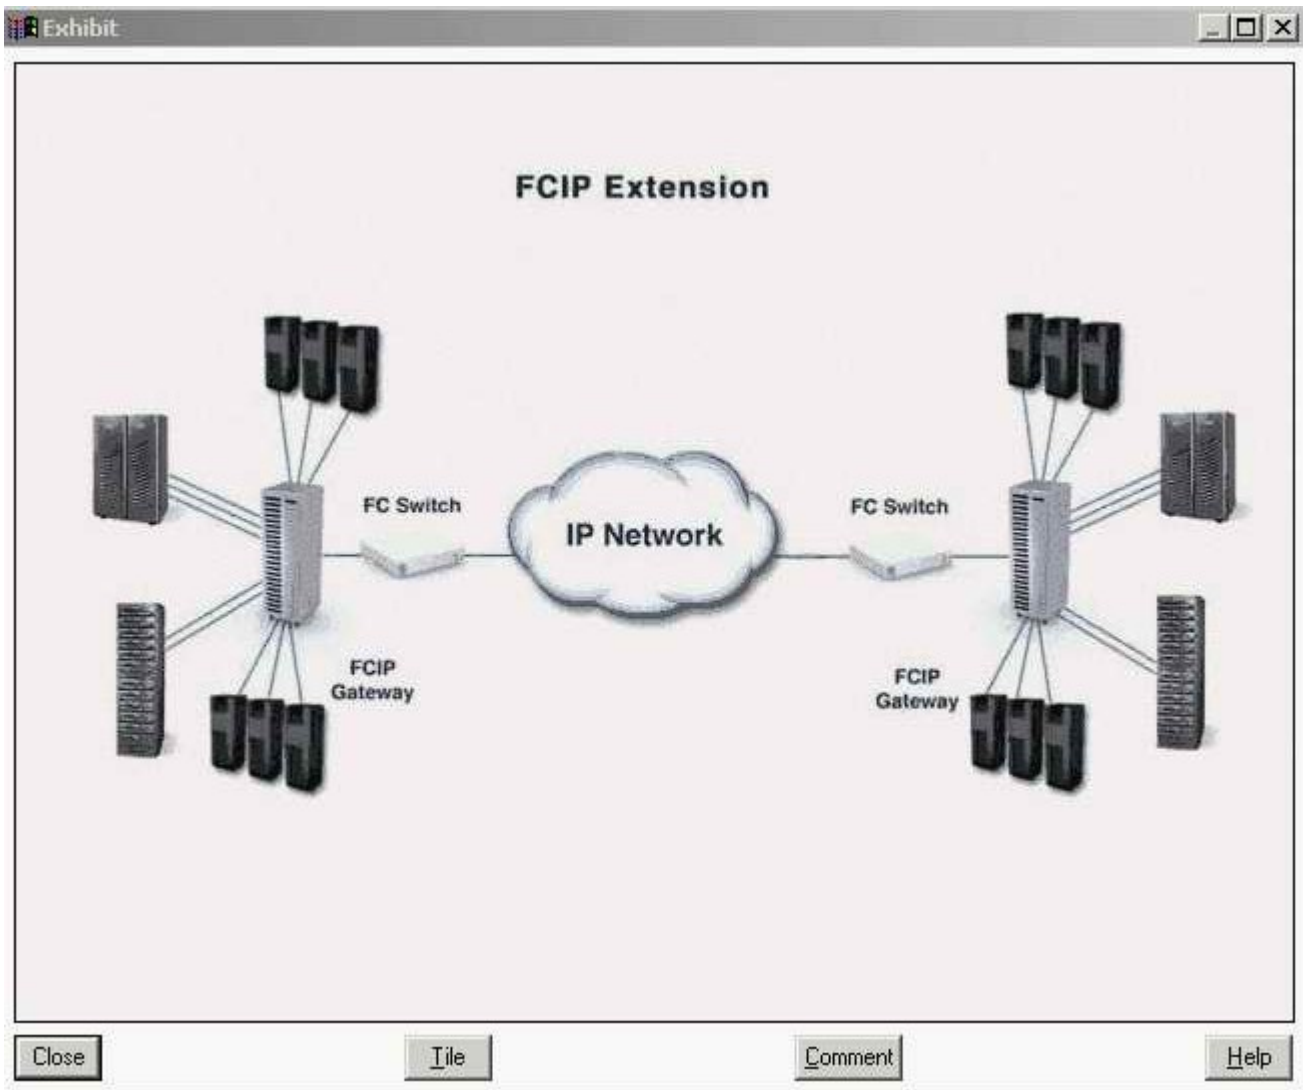 Exhibit
FCIP Extension
FC Switch
IP Network
FC Switch
FCIP
Gateway
FCIP
Gateway
Close
Tile
Comment
Help